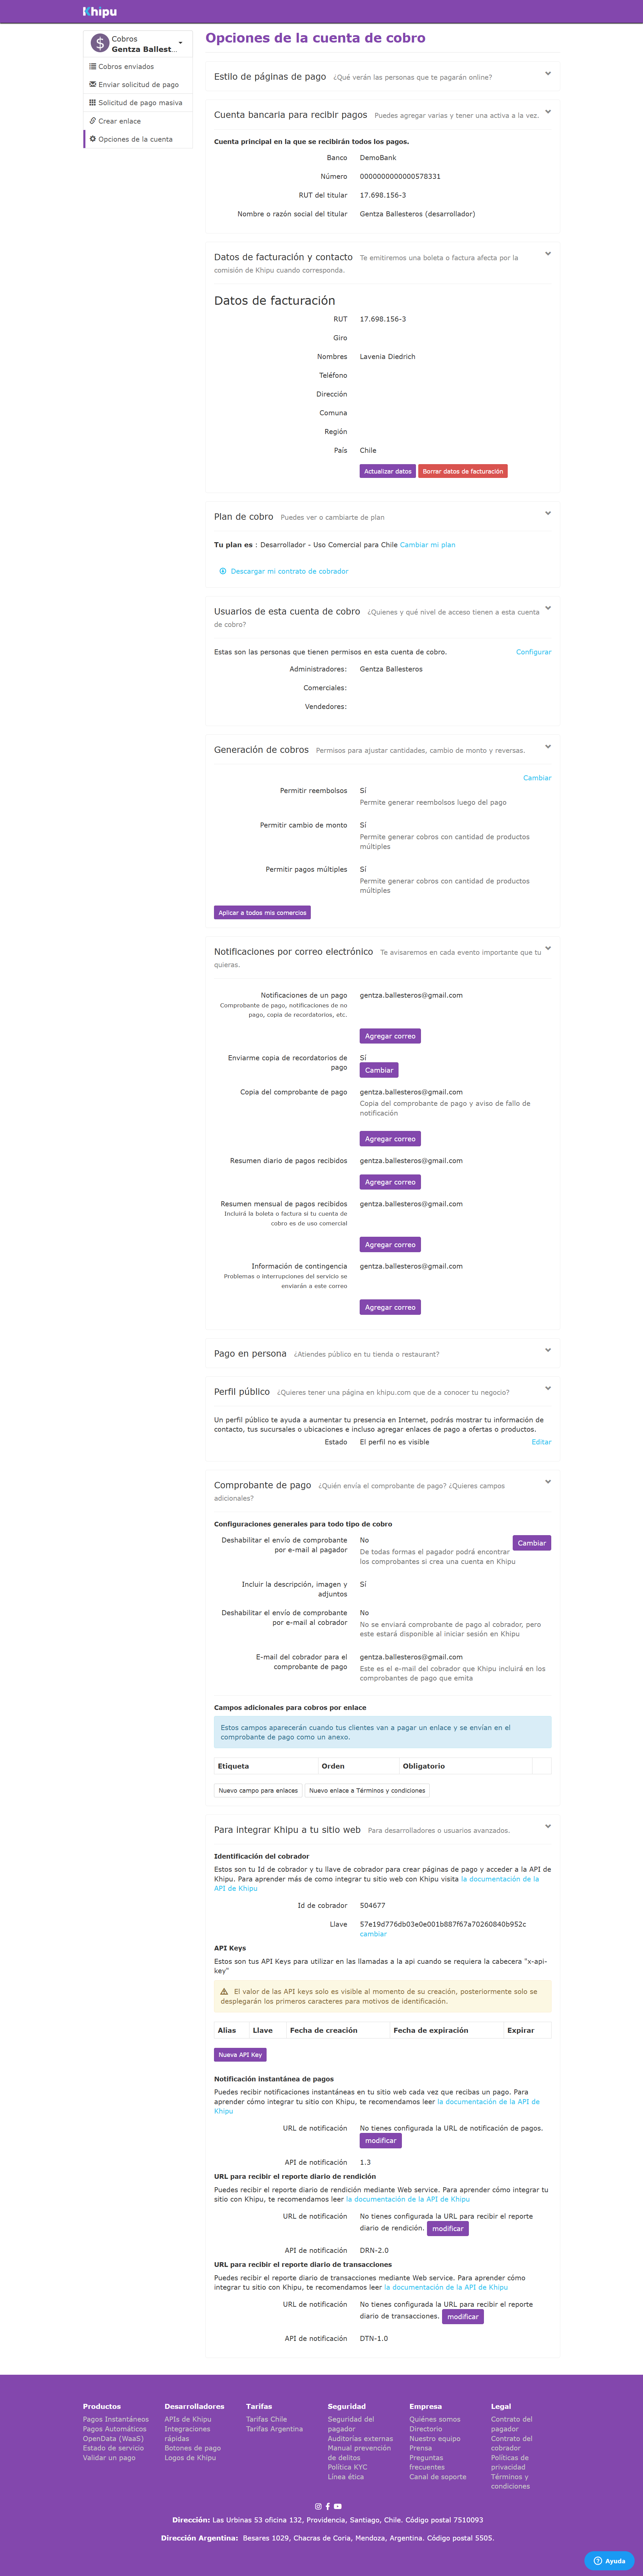 khipu
Cobros
Gentza Ballest...
Cobros enviados
Enviar solicitud de pago
Solicitud de pago masiva
Crear enlace
Opciones de la cuenta
Opciones de la cuenta de cobro
Estilo de páginas de pago ¿Qué verán las personas que te pagarán online?
Cuenta bancaria para recibir pagos Puedes agregar varias y tener una activa a la vez.
Cuenta principal en la que se recibirán todos los pagos.
Banco DemoBank
Número 0000000000000578331
RUT del titular 17.698.156-3
Nombre o razón social del titular Gentza Ballesteros (desarrollador)
Datos de facturación y contacto Te emitiremos una boleta o factura afecta por la
comisión de Khipu cuando corresponda.
Datos de facturación
RUT 17.698.156-3
Giro
Nombres Lavenia Diedrich
Teléfono
Dirección
Comuna
Región
País Chile
Actualizar datos Borrar datos de facturación
Plan de cobro Puedes ver o cambiarte de plan
Tu plan es : Desarrollador - Uso Comercial para Chile Cambiar mi plan
Descargar mi contrato de cobrador
Usuarios de esta cuenta de cobro ¿Quienes y qué nivel de acceso tienen a esta cuenta
de cobro?
Estas son las personas que tienen permisos en esta cuenta de cobro. Configurar
Administradores: Gentza Ballesteros
Comerciales:
Vendedores:
Generación de cobros Permisos para ajustar cantidades, cambio de monto y reversas.
Cambiar
Permitir reembolsos Sí
Permite generar reembolsos luego del pago
Permitir cambio de monto Sí
Permite generar cobros con cantidad de productos
múltiples
Permitir pagos múltiples Sí
Permite generar cobros con cantidad de productos
múltiples
Aplicar a todos mis comercios
Notificaciones por correo electrónico Te avisaremos en cada evento importante que tu
quieras.
Notificaciones de un pago gentza.ballesteros@gmail.com
Comprobante de pago, notificaciones de no
pago, copia de recordatorios, etc.
Agregar correo
Enviarme copia de recordatorios de Sí
pago
Cambiar
Copia del comprobante de pago gentza.ballesteros@gmail.com
Copia del comprobante de pago y aviso de fallo de
notificación
Agregar correo
Resumen diario de pagos recibidos gentza.ballesteros@gmail.com
Agregar correo
Resumen mensual de pagos recibidos gentza.ballesteros@gmail.com
Incluirá la boleta o factura si tu cuenta de
cobro es de uso comercial
Agregar correo
Información de contingencia gentza.ballesteros@gmail.com
Problemas o interrupciones del servicio se
enviarán a este correo
Agregar correo
Pago en persona ¿Atiendes público en tu tienda o restaurant?
Perfil público ¿Quieres tener una página en khipu.com que de a conocer tu negocio?
Un perfil público te ayuda a aumentar tu presencia en Internet, podrás mostrar tu información de
contacto, tus sucursales o ubicaciones e incluso agregar enlaces de pago a ofertas o productos.
Estado El perfil no es visible Editar
Comprobante de pago ¿Quién envía el comprobante de pago? ¿Quieres campos
adicionales?
Configuraciones generales para todo tipo de cobro
Deshabilitar el envío de comprobante No Cambiar
por e-mail al pagador De todas formas el pagador podrá encontrar
los comprobantes si crea una cuenta en Khipu
Incluir la descripción, imagen y Sí
adjuntos
Deshabilitar el envío de comprobante No
por e-mail al cobrador No se enviará comprobante de pago al cobrador, pero
este estará disponible al iniciar sesión en Khipu
E-mail del cobrador para el gentza.ballesteros@gmail.com
comprobante de pago Este es el e-mail del cobrador que Khipu incluirá en los
comprobantes de pago que emita
Campos adicionales para cobros por enlace
Estos campos aparecerán cuando tus clientes van a pagar un enlace y se envían en el
comprobante de pago como un anexo.
Etiqueta Orden Obligatorio
Nuevo campo para enlaces Nuevo enlace a Términos y condiciones
Para integrar Khipu a tu sitio web Para desarrolladores o usuarios avanzados.
Identificación del cobrador
Estos son tu Id de cobrador y tu llave de cobrador para crear páginas de pago y acceder a la API de
Khipu. Para aprender más de como integrar tu sitio web con Khipu visita la documentación de la
API de Khipu
Id de cobrador 504677
Llave 57e19d776db03e0e001b887f67a70260840b952c
cambiar
API Keys
Estos son tus API Keys para utilizar en las llamadas a la api cuando se requiera la cabecera "x-api-
key"
El valor de las API keys solo es visible al momento de su creación, posteriormente solo se
desplegarán los primeros caracteres para motivos de identificación.
Alias Llave Fecha de creación Fecha de expiración Expirar
Nueva API Key
Notificación instantánea de pagos
Puedes recibir notificaciones instantáneas en tu sitio web cada vez que recibas un pago. Para
aprender cómo integrar tu sitio con Khipu, te recomendamos leer la documentación de la API de
Khipu
URL de notificación No tienes configurada la URL de notificación de pagos.
modificar
API de notificación 1.3
URL para recibir el reporte diario de rendición
Puedes recibir el reporte diario de rendición mediante Web service. Para aprender cómo integrar tu
sitio con Khipu, te recomendamos leer la documentación de la API de Khipu
URL de notificación No tienes configurada la URL para recibir el reporte
diario de rendición. modificar
API de notificación DRN-2.0
URL para recibir el reporte diario de transacciones
Puedes recibir el reporte diario de transacciones mediante Web service. Para aprender cómo
integrar tu sitio con Khipu, te recomendamos leer la documentación de la API de Khipu
URL de notificación No tienes configurada la URL para recibir el reporte
diario de transacciones. modificar
API de notificación DTN-1.0
Productos
Pagos Instantáneos
Pagos Automáticos
OpenData (WaaS)
Estado de servicio
Validar un pago
Desarrolladores
APIs de Khipu
Integraciones
rápidas
Botones de pago
Logos de Khipu
Tarifas
Tarifas Chile
Tarifas Argentina
Seguridad
Seguridad del
pagador
Auditorías externas
Manual prevención
de delitos
Política KYC
Línea ética
Empresa
Quiénes somos
Directorio
Nuestro equipo
Prensa
Preguntas
frecuentes
Canal de soporte
Legal
Contrato del
pagador
Contrato del
cobrador
Políticas de
privacidad
Términos y
condiciones
Dirección: Las Urbinas 53 oficina 132, Providencia, Santiago, Chile. Código postal 7510093
Dirección Argentina: Besares 1029, Chacras de Coria, Mendoza, Argentina. Código postal 5505.
Ayuda